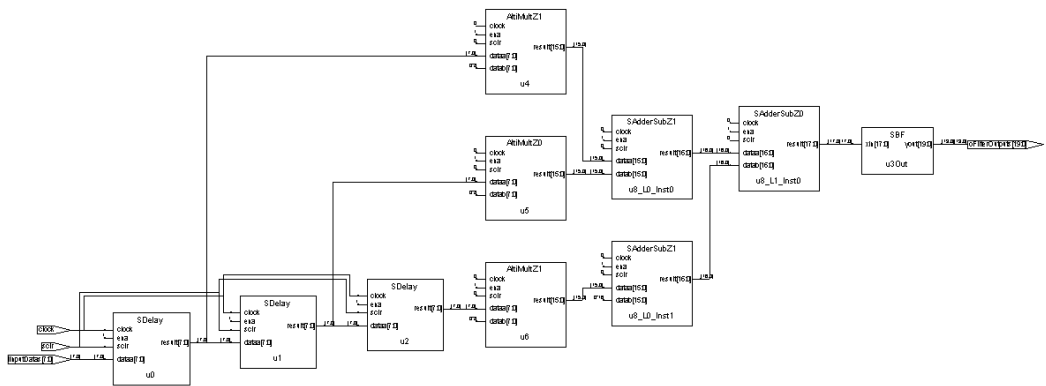 AltiMultZ1
clock
ena
sclr
dataa[7:0]
datab[7:0]
result[15:0]
u4
AltiMultZ0
clock
ena
sclr
dataa[7:0]
datab[7:0]
result[15:0]
u5
AltiMultZ1
clock
ena
sclr
dataa[7:0]
datab[7:0]
result[15:0]
u6
SAdderSubZ1
clock
ena
sclr
dataa[15:0]
datab[15:0]
result[16:0]
u8_L0_Inst0
SAdderSubZ1
clock
ena
sclr
dataa[15:0]
datab[15:0]
result[16:0]
u8_L0_Inst1
SAdderSubZ0
clock
ena
sclr
dataa[16:0]
datab[16:0]
result[17:0]
u8_L1_Inst0
SBF
xin[17:0]
yout[19:0]
u3Out
oFilterOutputs[19:0]
SDelay
clock
ena
sclr
dataa[7:0]
result[7:0]
u2
SDelay
clock
ena
sclr
dataa[7:0]
result[7:0]
u1
SDelay
clock
ena
sclr
dataa[7:0]
result[7:0]
u0
clock
sclr
InputDatas[7:0]